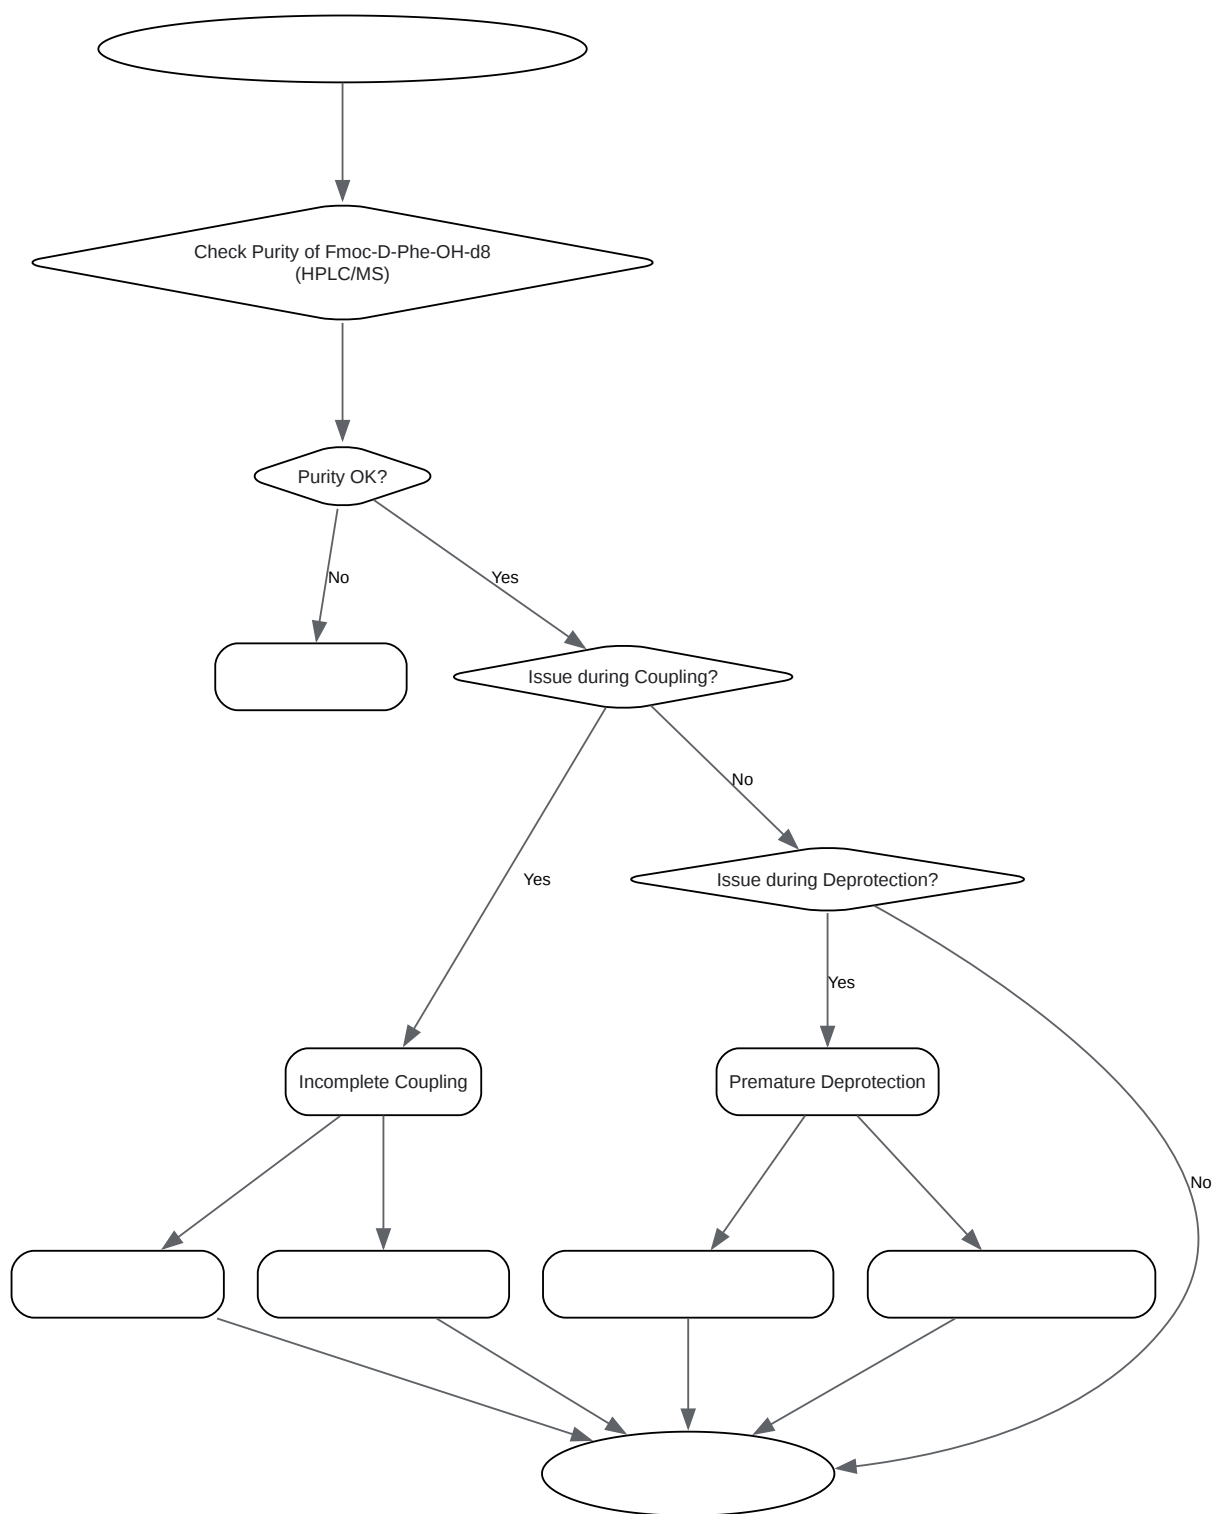 Check Purity of Fmoc-D-Phe-OH-d8
(HPLC/MS)
Purity OK?
No
Yes
Issue during Coupling?
No
Yes
Issue during Deprotection?
Yes
Incomplete Coupling
Premature Deprotection
No